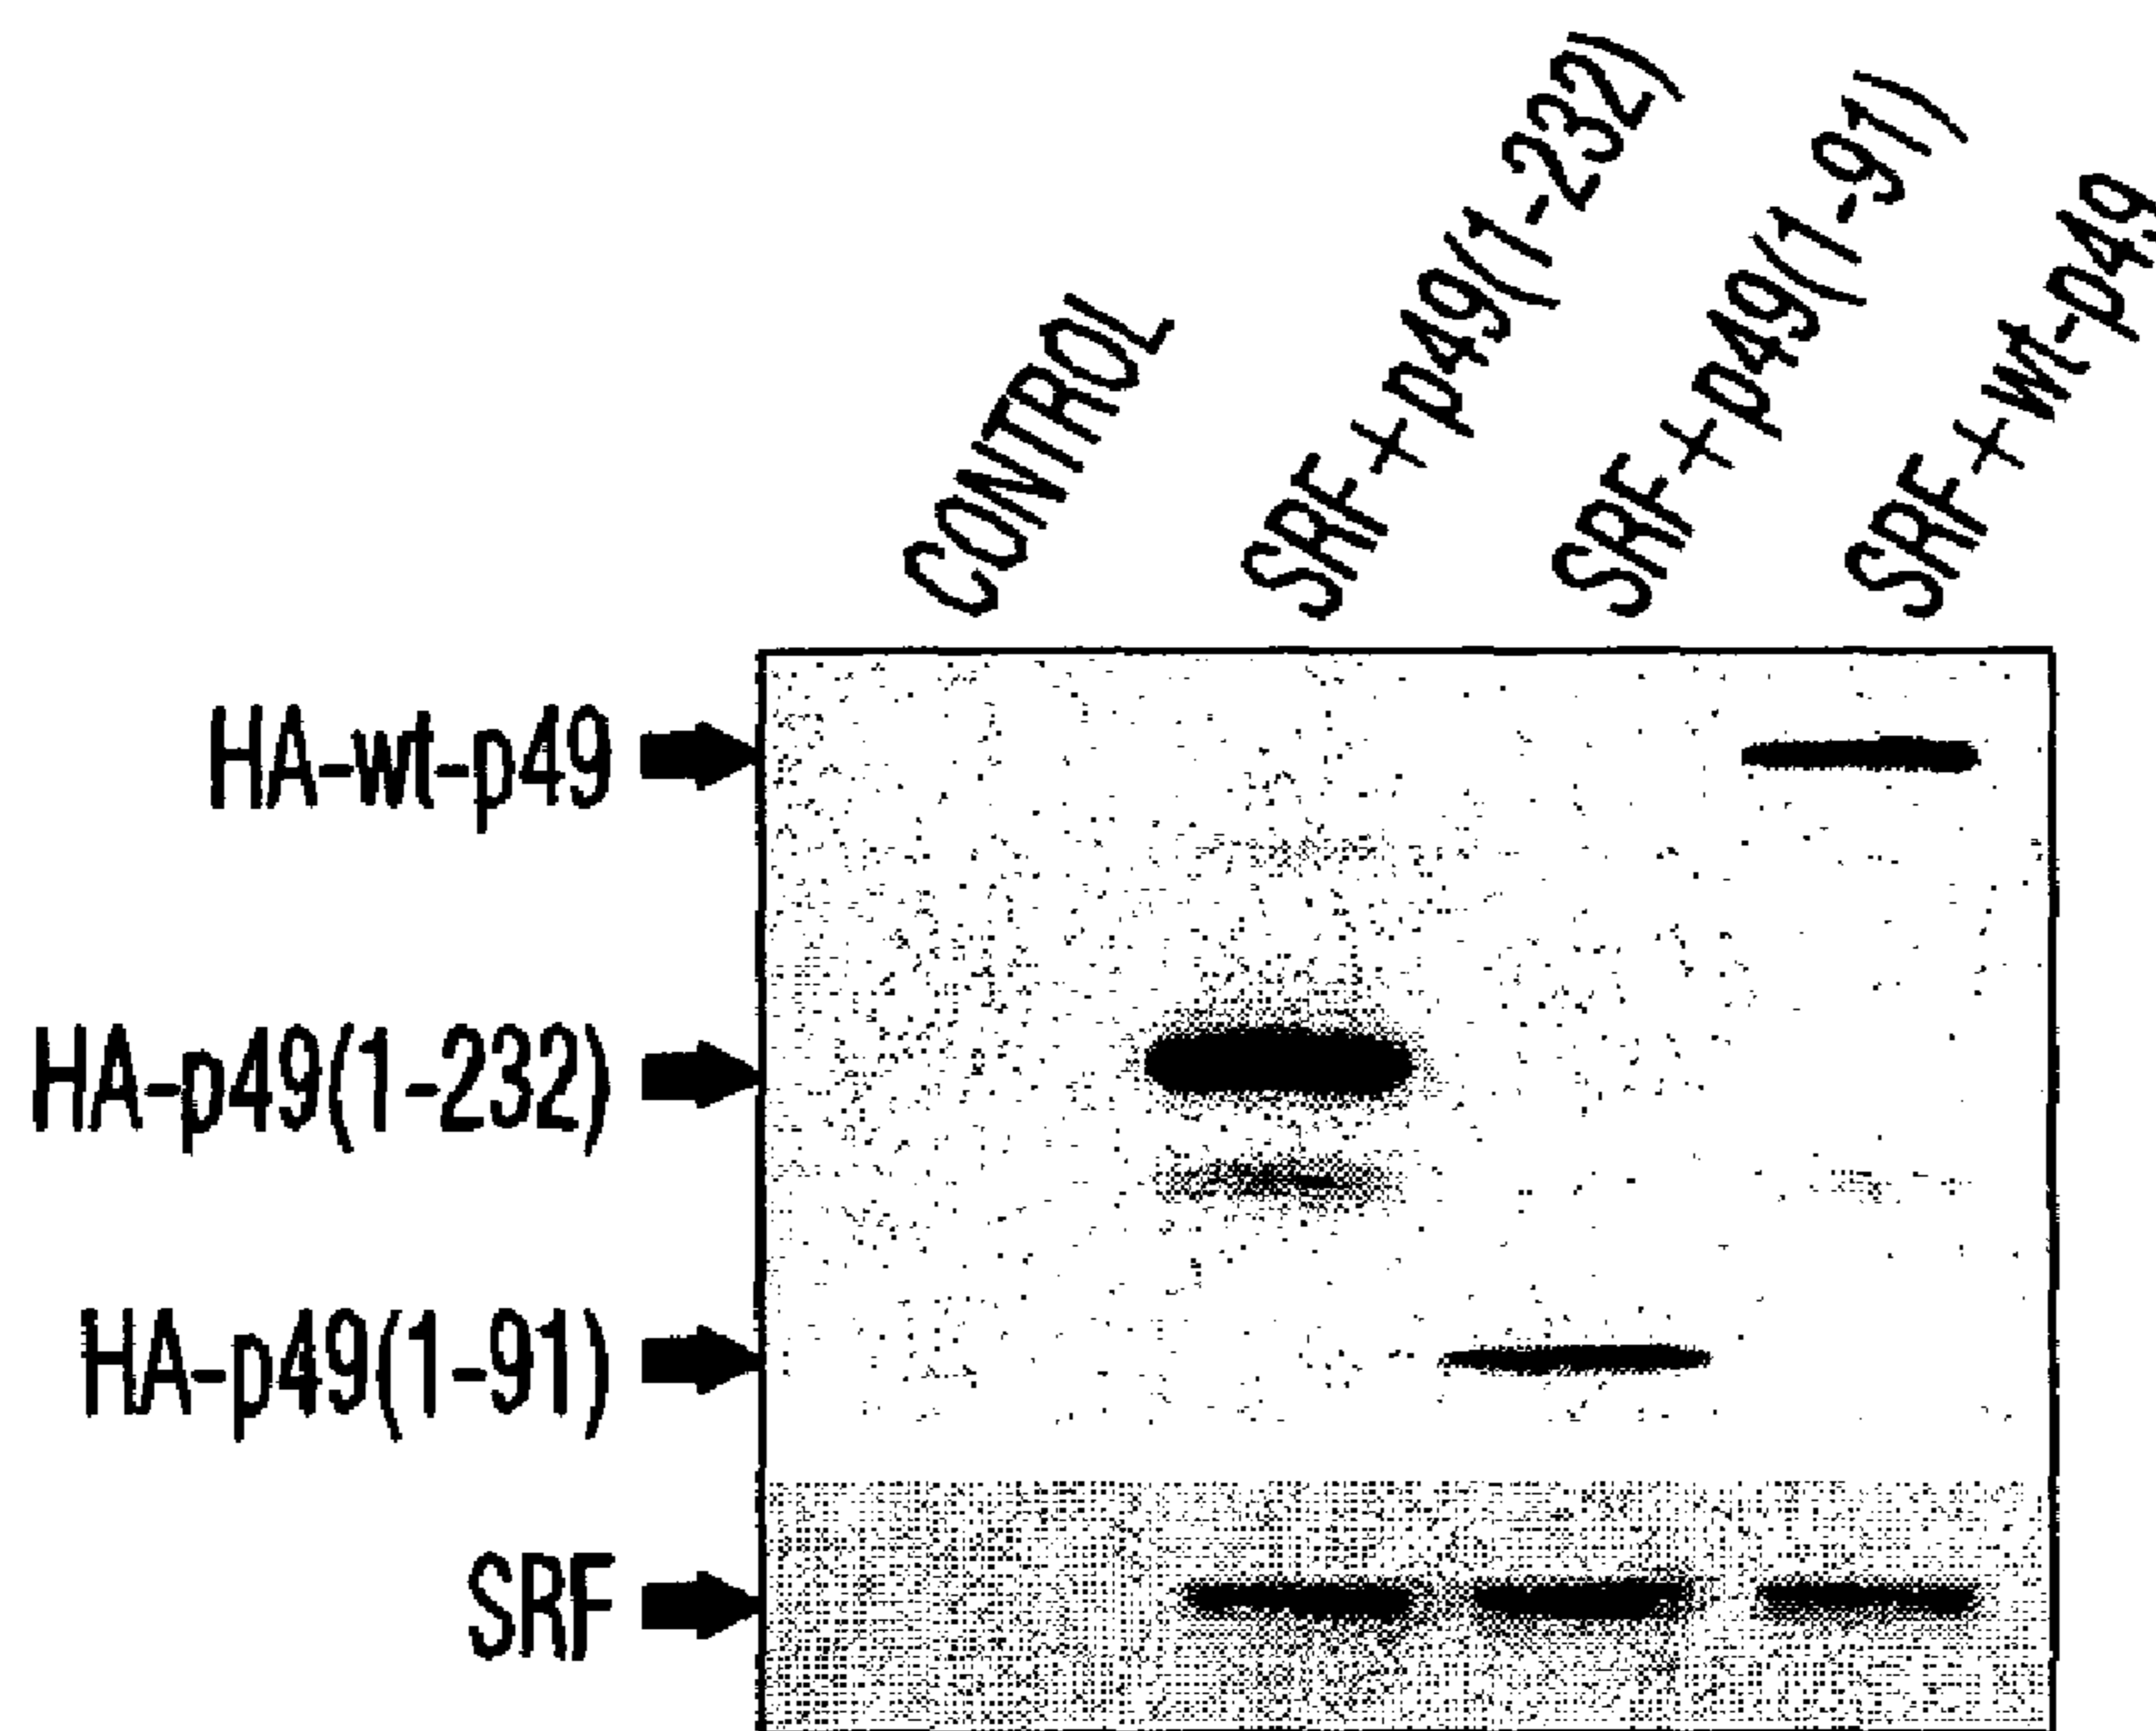 CONTROL
SRF+p49(1-232)
SRF+p49(1-91)
SRF+wt-p49
HA-wt-p49
HA-p49(1-232)
HA-p49(1-91)
SRF